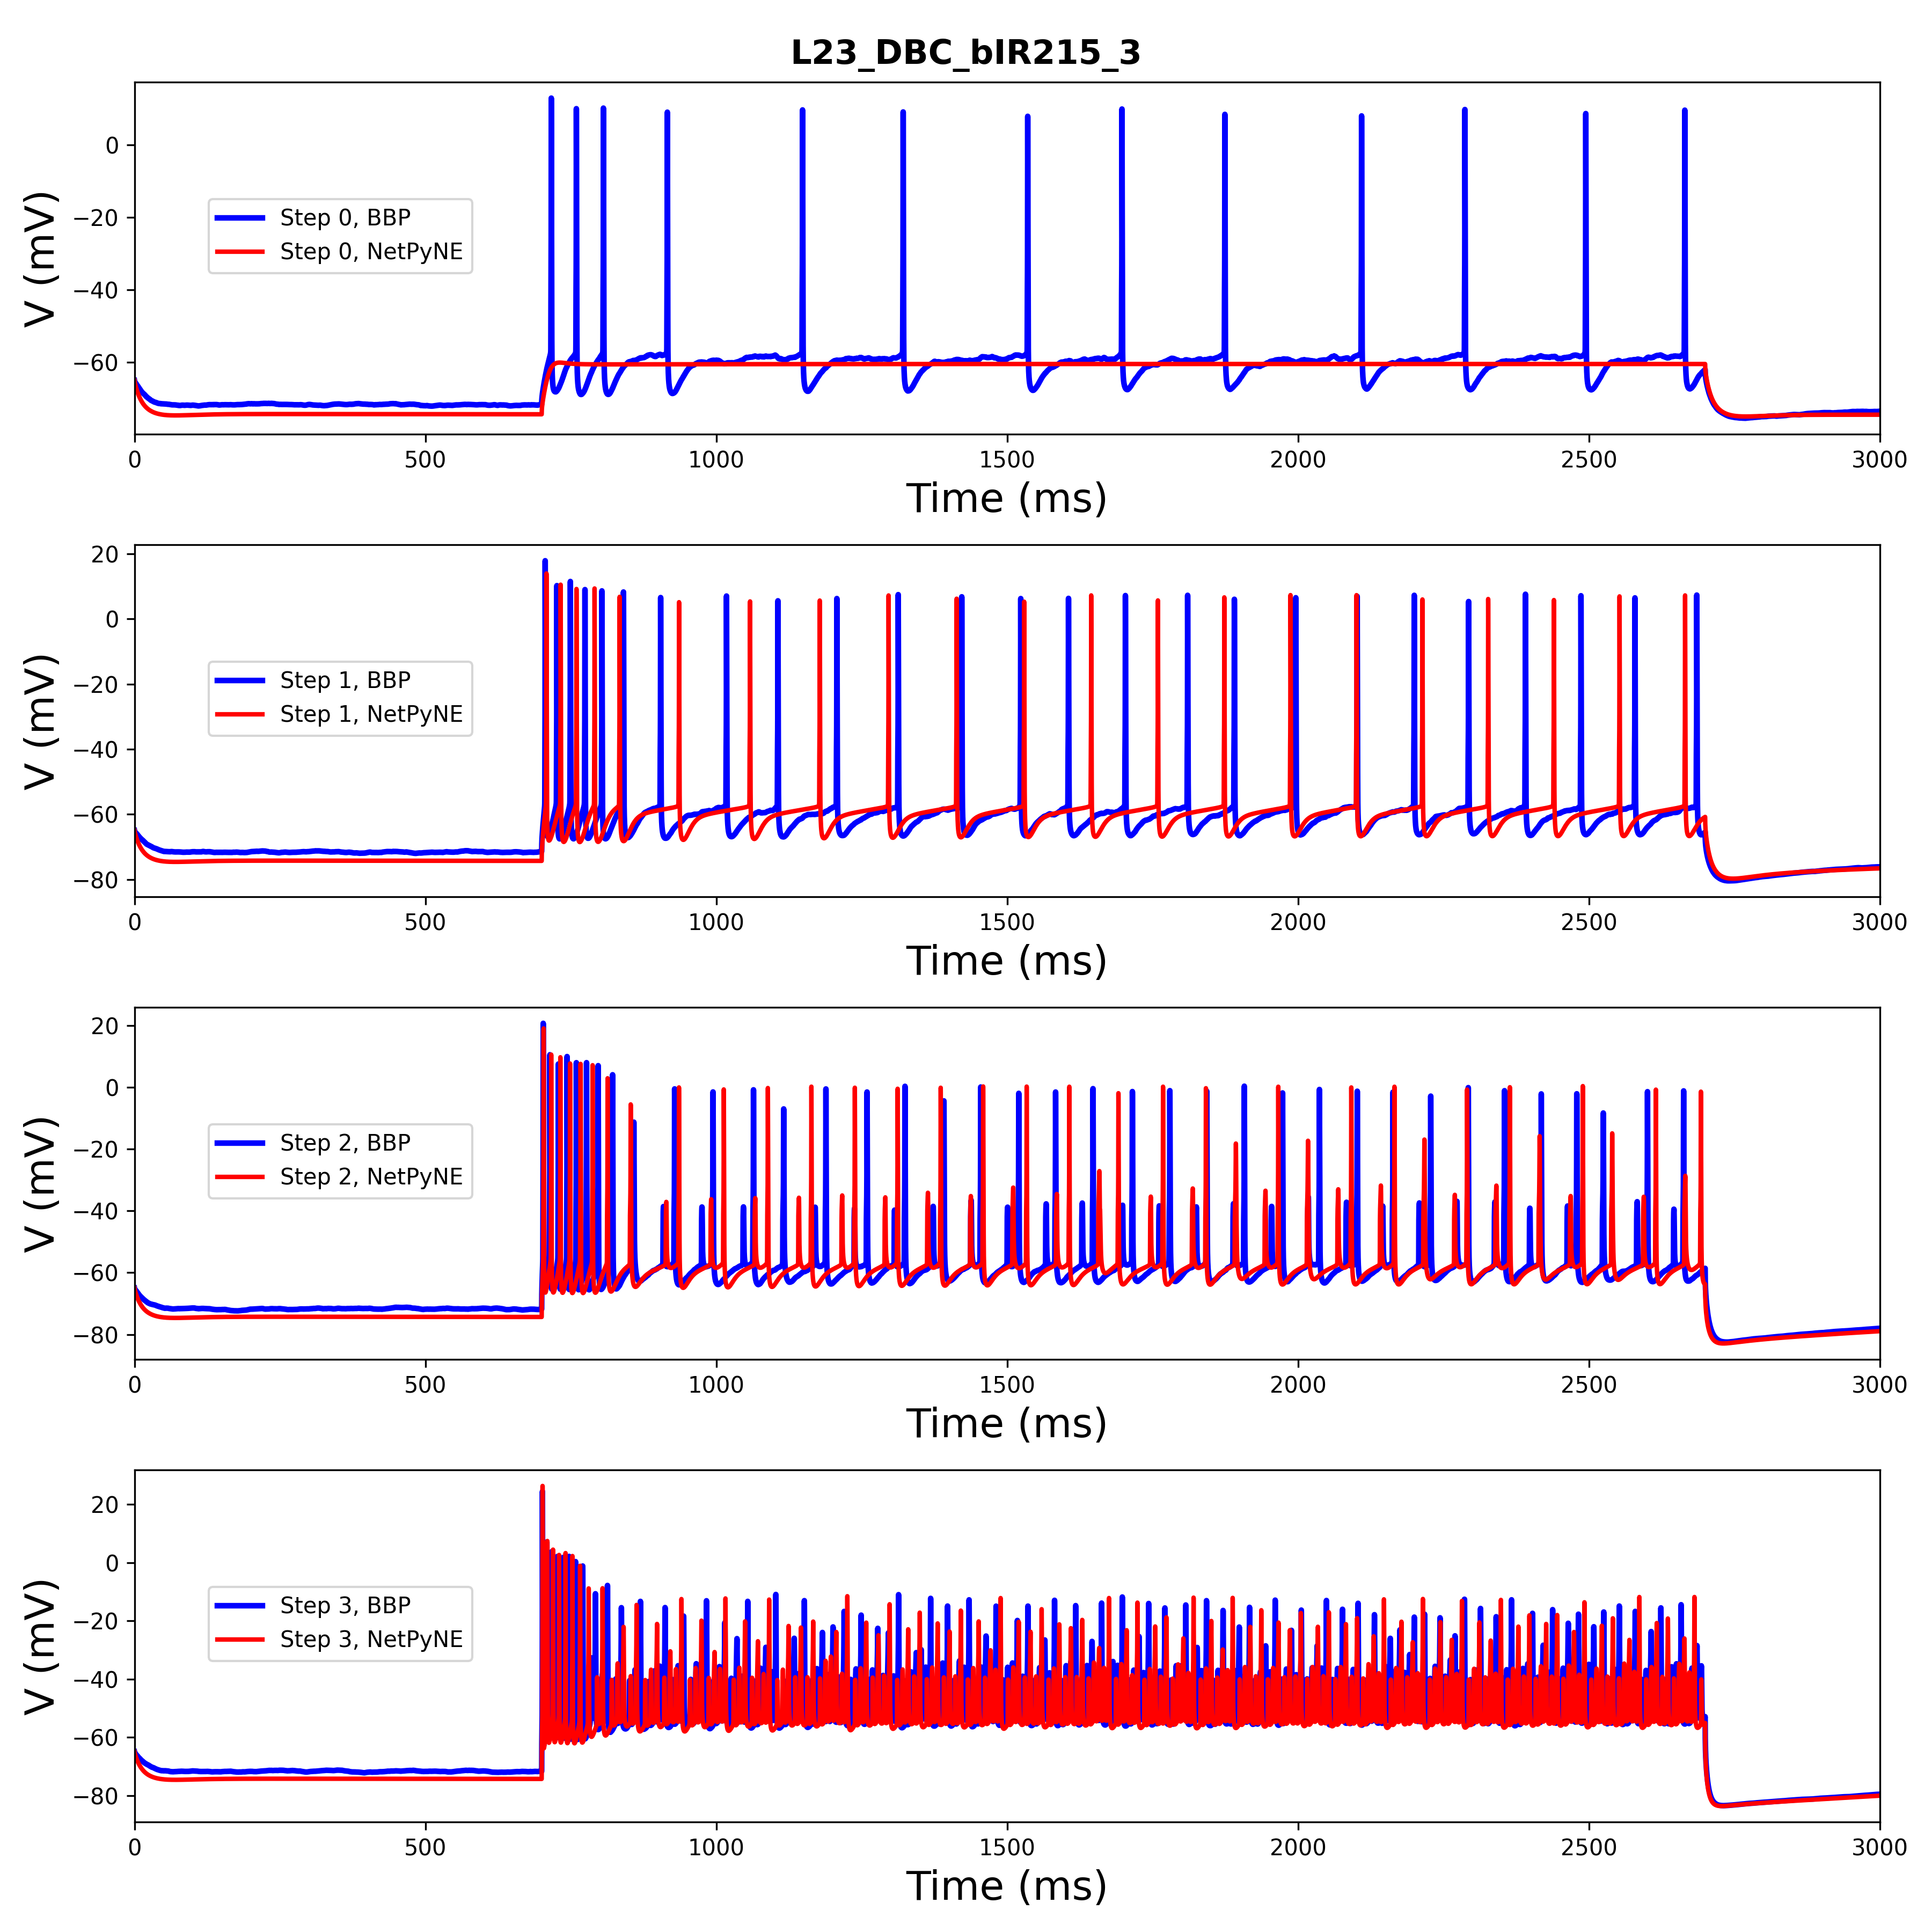 L23_DBC_bIR215_3
V (mV)
0
−20
−40
−60
Step 0, BBP
Step 0, NetPyNE
0 500 1000 1500 2000 2500 3000
Time (ms)
V (mV)
20
0
−20
−40
−60
−80
Step 1, BBP
Step 1, NetPyNE
0 500 1000 1500 2000 2500 3000
Time (ms)
V (mV)
20
0
−20
−40
−60
−80
Step 2, BBP
Step 2, NetPyNE
0 500 1000 1500 2000 2500 3000
Time (ms)
V (mV)
20
0
−20
−40
−60
−80
Step 3, BBP
Step 3, NetPyNE
0 500 1000 1500 2000 2500 3000
Time (ms)